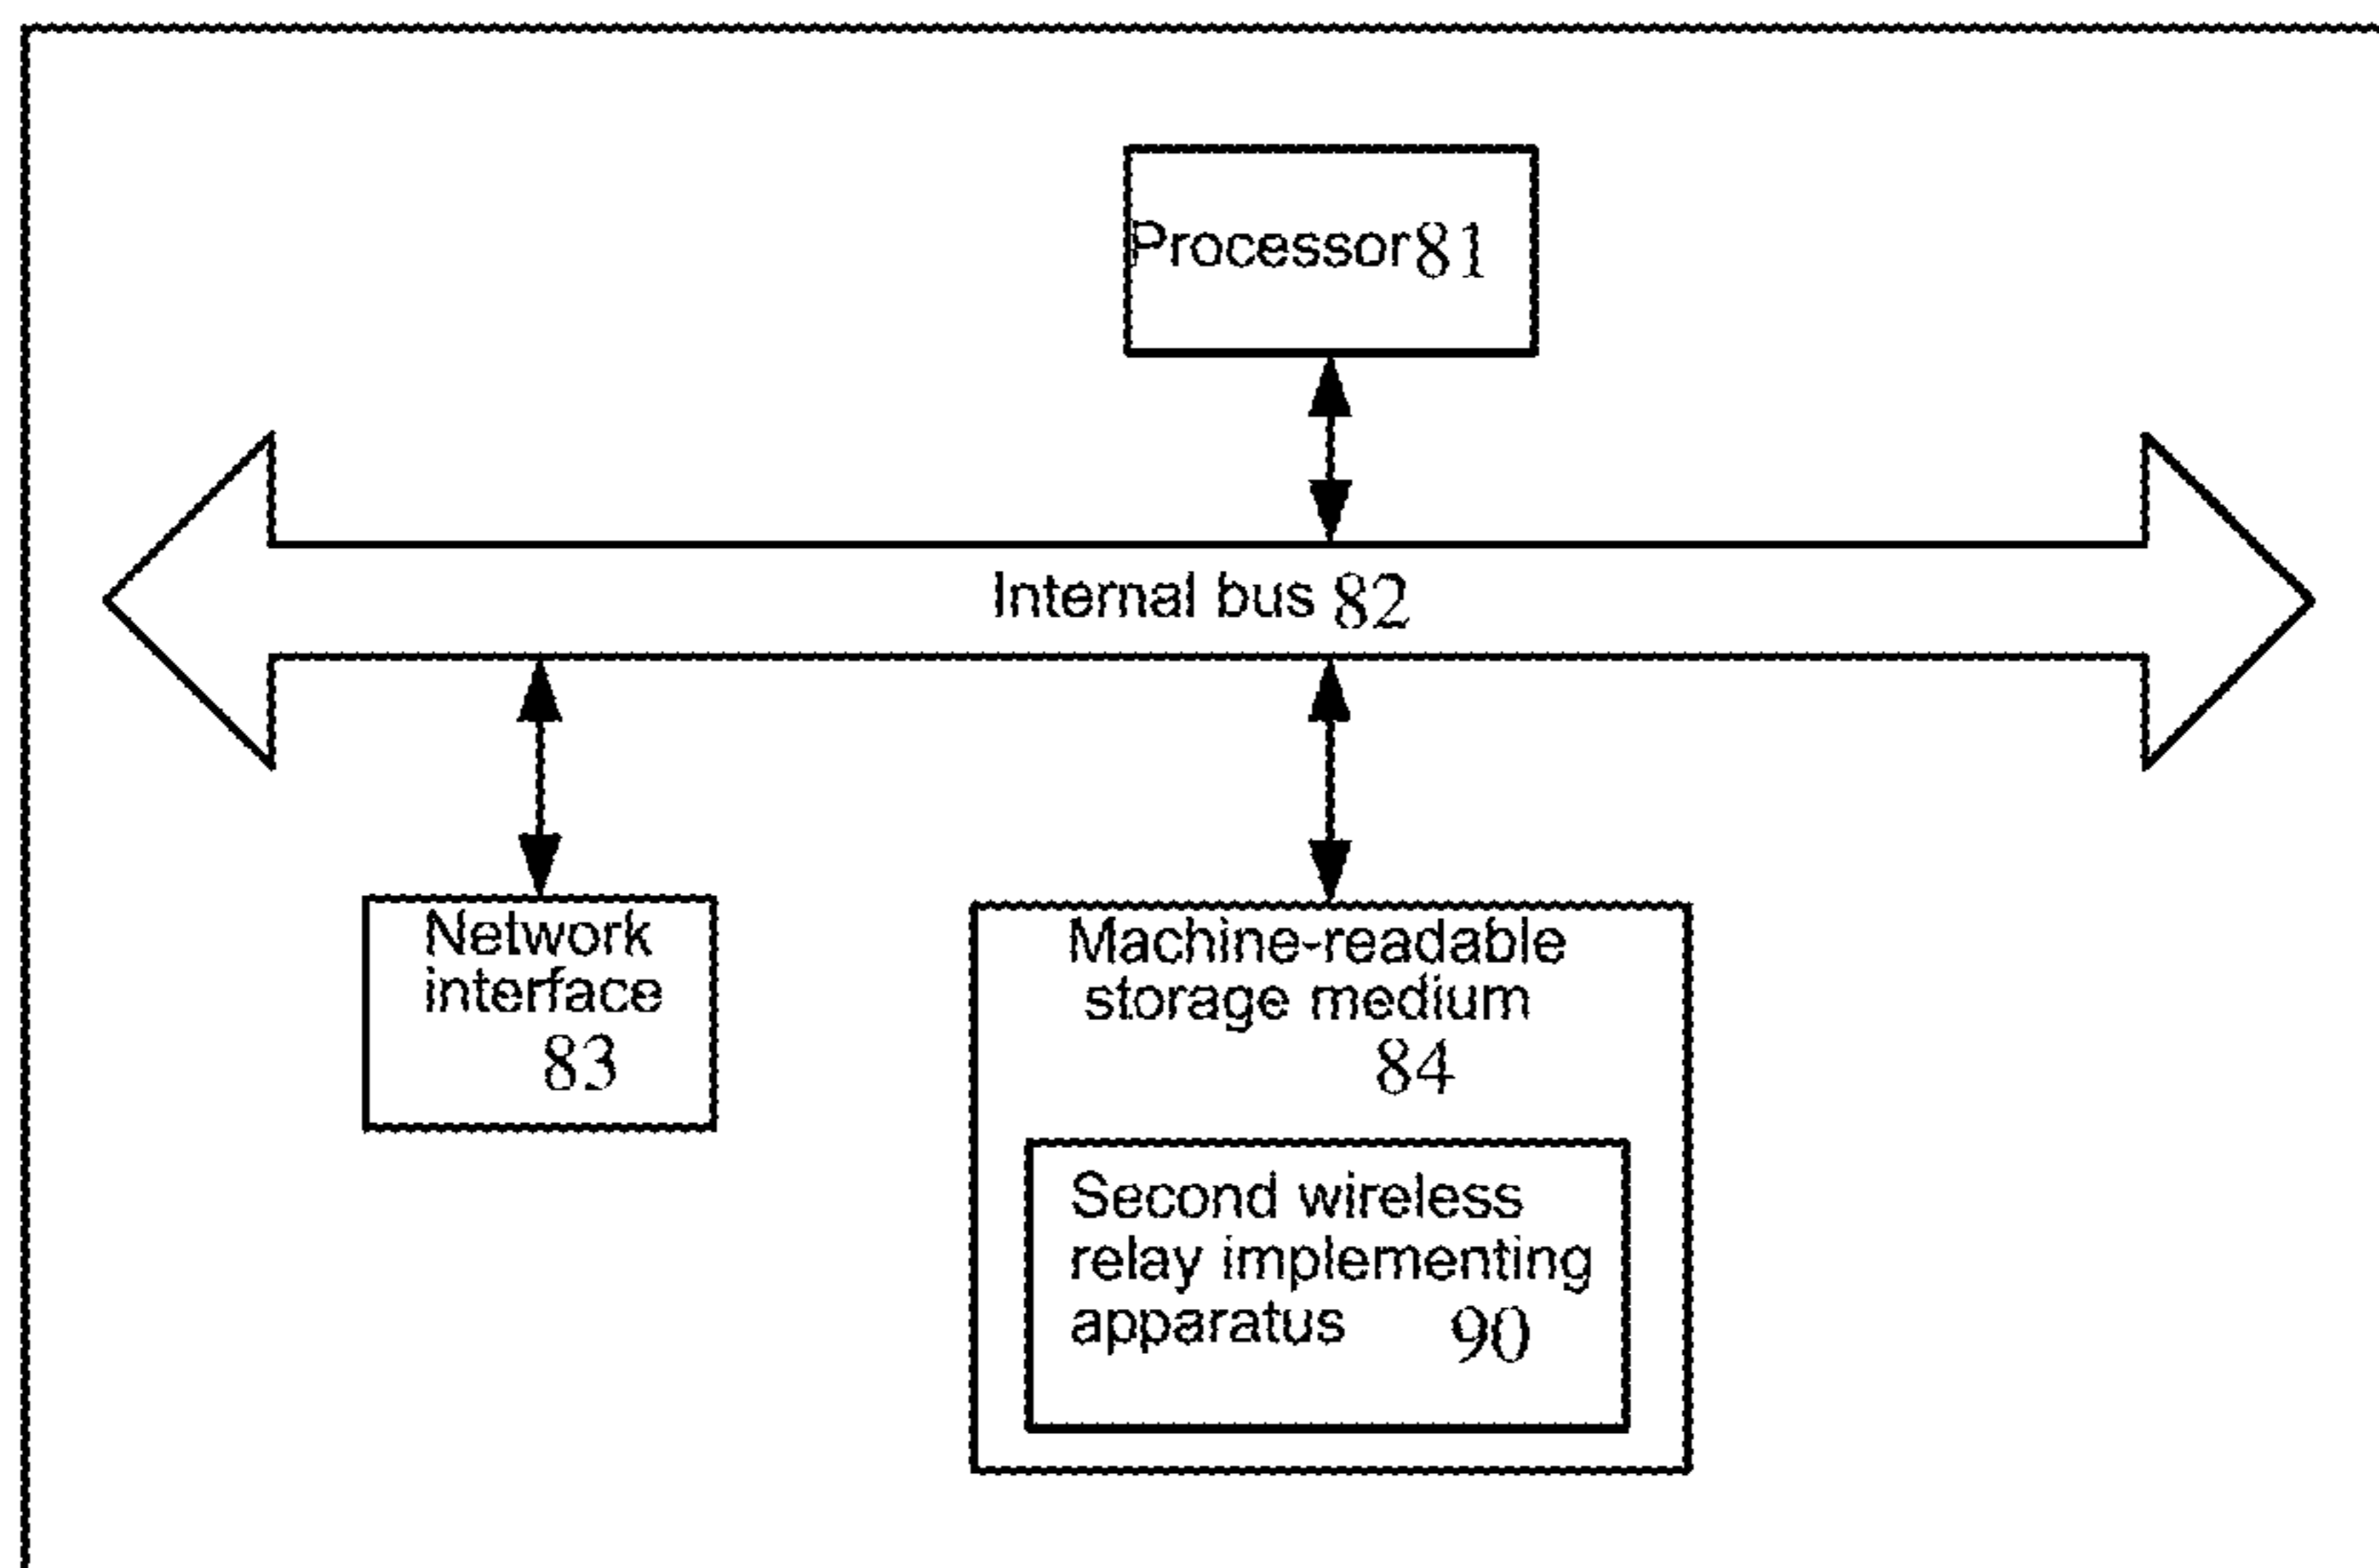 Processor81
Internal bus 82
Network
interface
83
Machine-readable
storage medium
84
Second wireless
relay implementing
apparatus 90